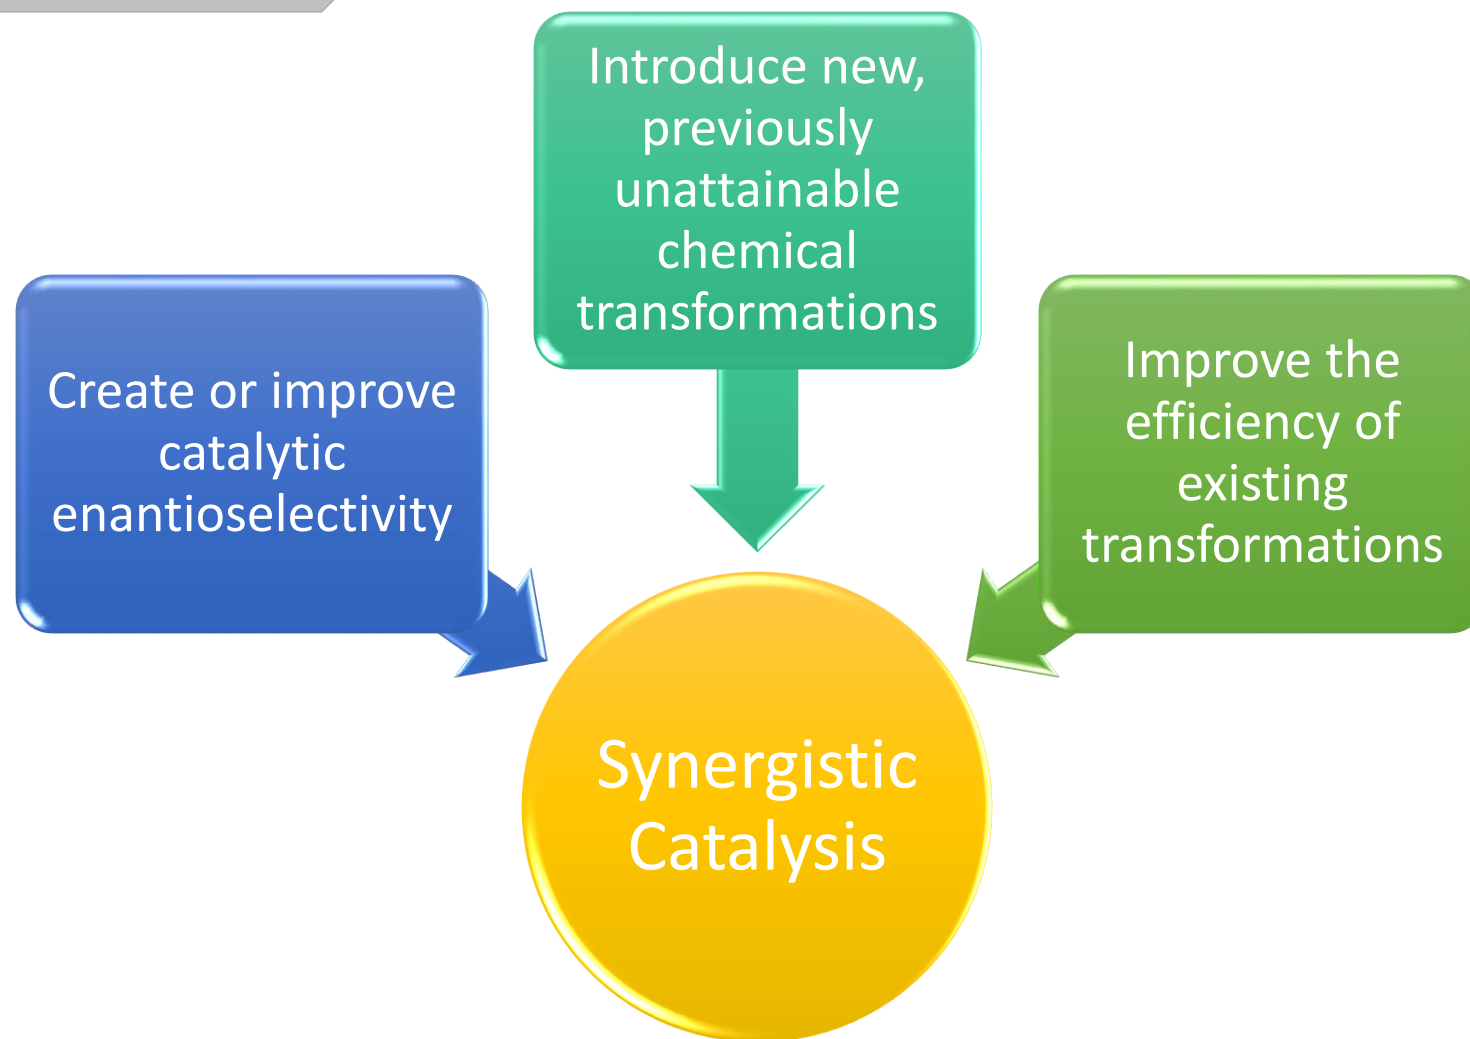 Introduce new,
previously
unattainable
chemical
transformations
Create or improve
catalytic
enantioselectivity
Improve the
efficiency of
existing
transformations
Synergistic
Catalysis